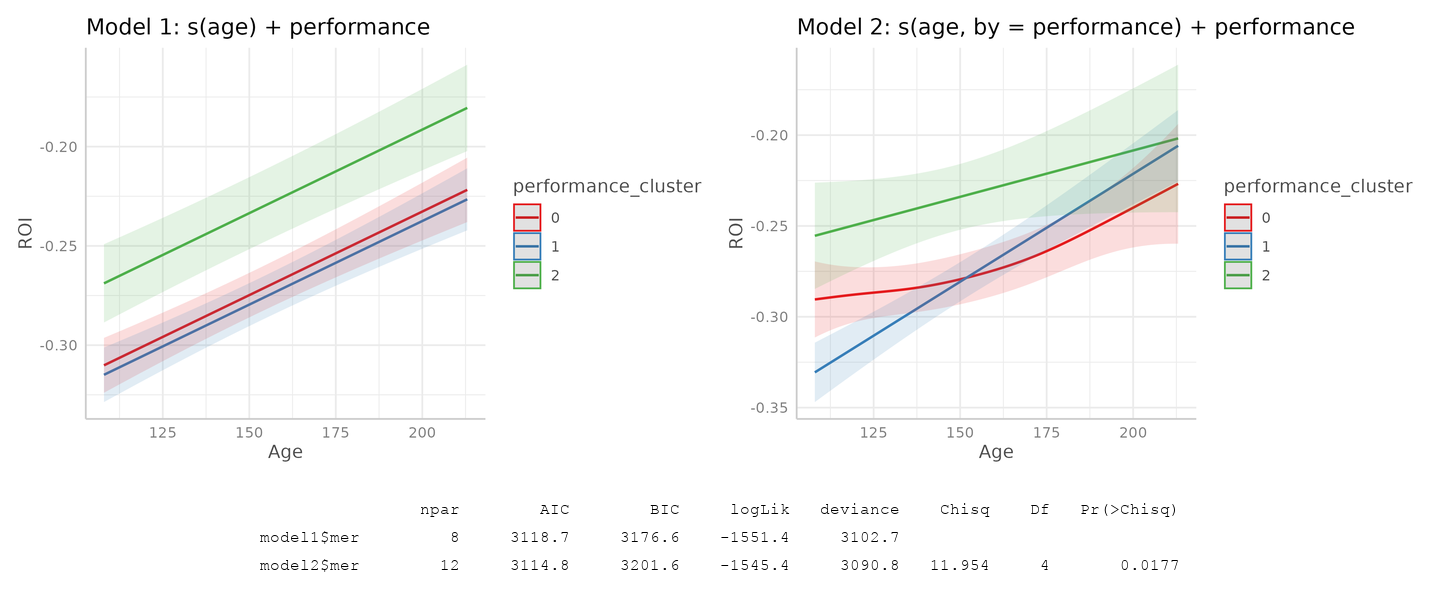 Model 1: s(age) + performance
-0.20
-0.25
-0.30
ROI
125 150 175 200
Age
performance_cluster
0
1
2
Model 2: s(age, by = performance) + performance
-0.20
-0.25
-0.30
-0.35
ROI
125 150 175 200
Age
performance_cluster
0
1
2
npar AIC BIC logLik deviance Chisq Df Pr(>Chisq)
model1$mer 8 3118.7 3176.6 -1551.4 3102.7
model2$mer 12 3114.8 3201.6 -1545.4 3090.8 11.954 4 0.0177